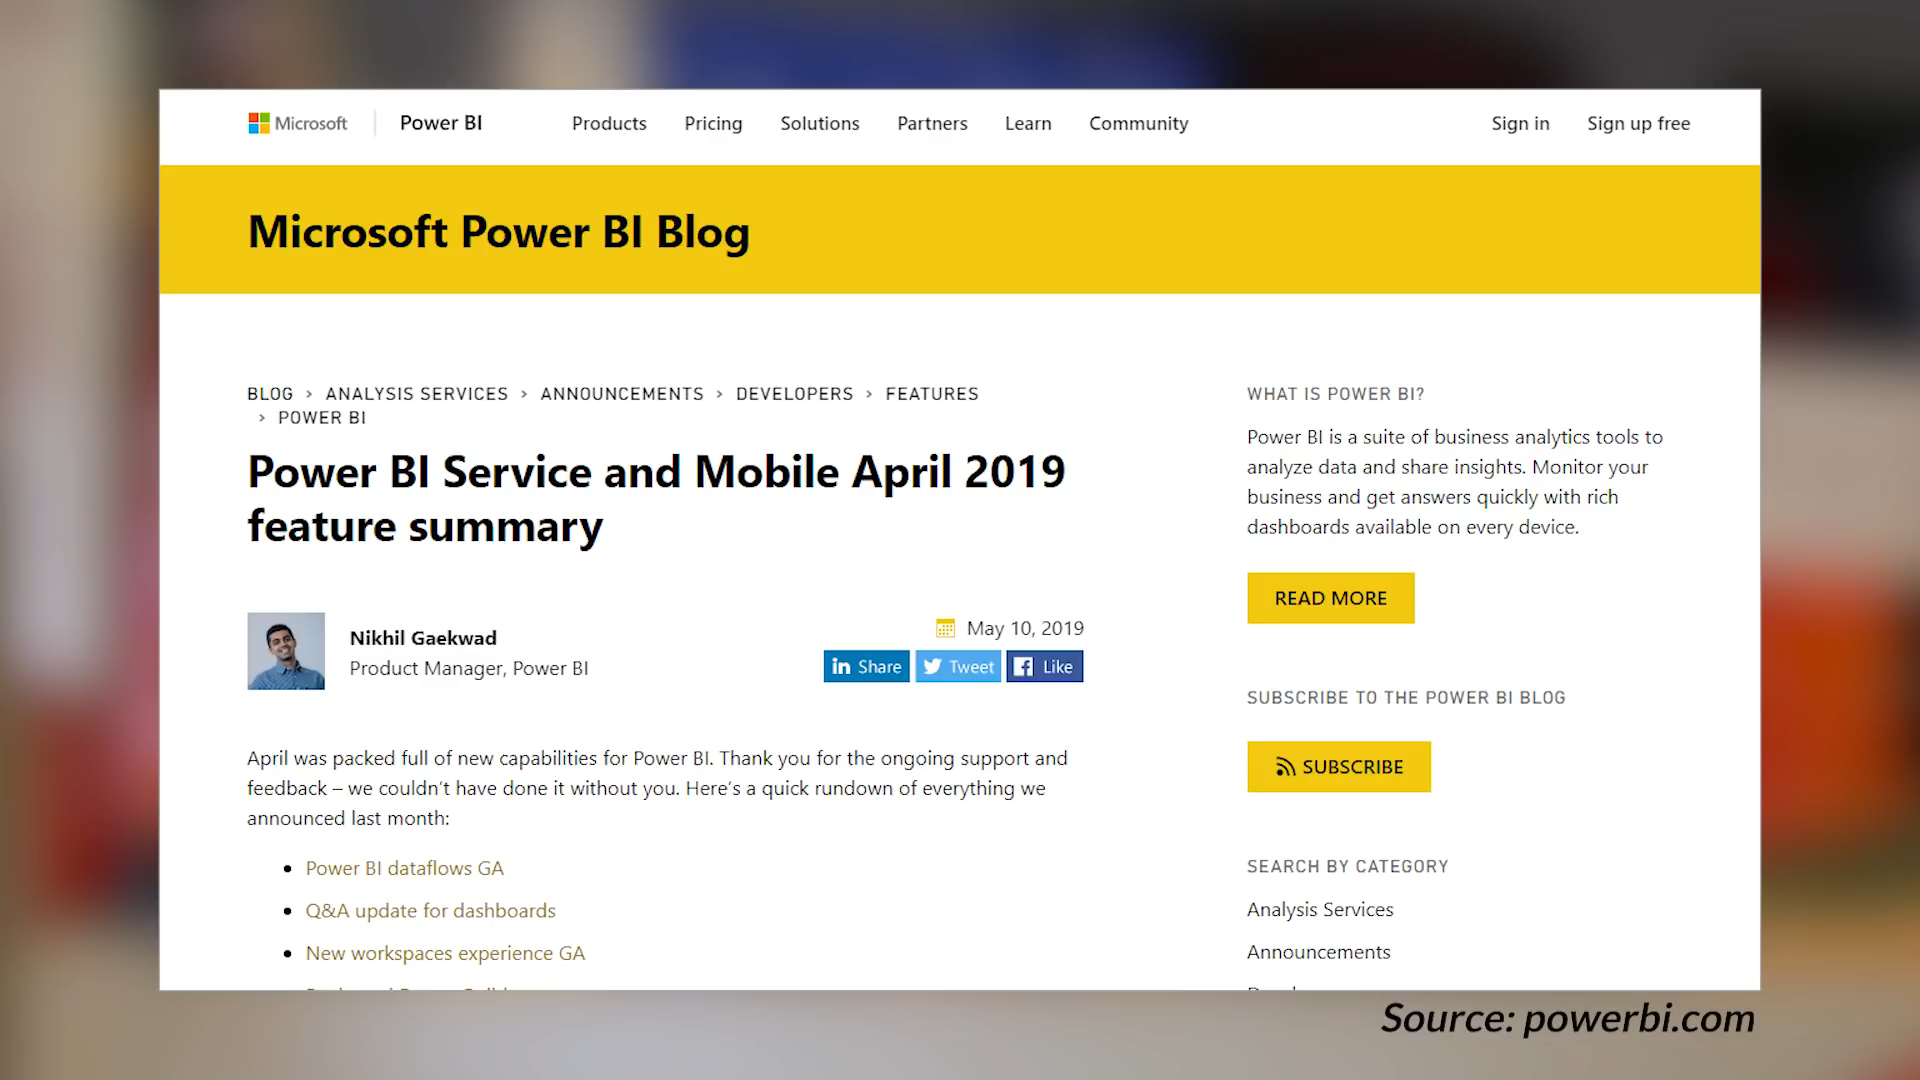 Microsoft
Power BI
Products
Pricing
Solutions
Partners
Learn
Community
Sign in
Sign up free
Microsoft Power BI Blog
BLOG > ANALYSIS SERVICES > ANNOUNCEMENTS > DEVELOPERS > FEATURES
> POWER BI
Power BI Service and Mobile April 2019
feature summary
Nikhil Gaekwad
Product Manager, Power BI
May 10, 2019
in Share
Tweet
Like
April was packed full of new capabilities for Power BI. Thank you for the ongoing support and
feedback – we couldn’t have done it without you. Here’s a quick rundown of everything we
announced last month:
• Power BI dataflows GA
• Q&A update for dashboards
• New workspaces experience GA
WHAT IS POWER BI?
Power BI is a suite of business analytics tools to
analyze data and share insights. Monitor your
business and get answers quickly with rich
dashboards available on every device.
READ MORE
SUBSCRIBE TO THE POWER BI BLOG
SUBSCRIBE
SEARCH BY CATEGORY
Analysis Services
Announcements
Source: powerbi.com